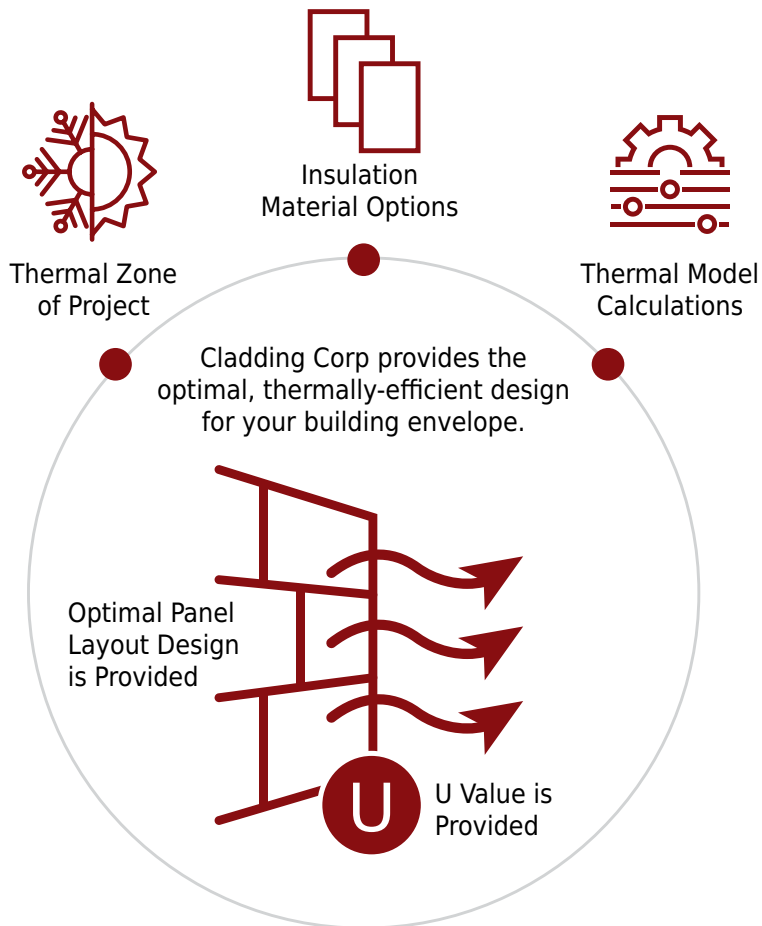 Insulation
Material Options
Thermal Zone
of Project
Thermal Model
Calculations
Cladding Corp provides the
optimal, thermally-efficient design
for your building envelope.
Optimal Panel
Layout Design
is Provided
U
U Value is
Provided